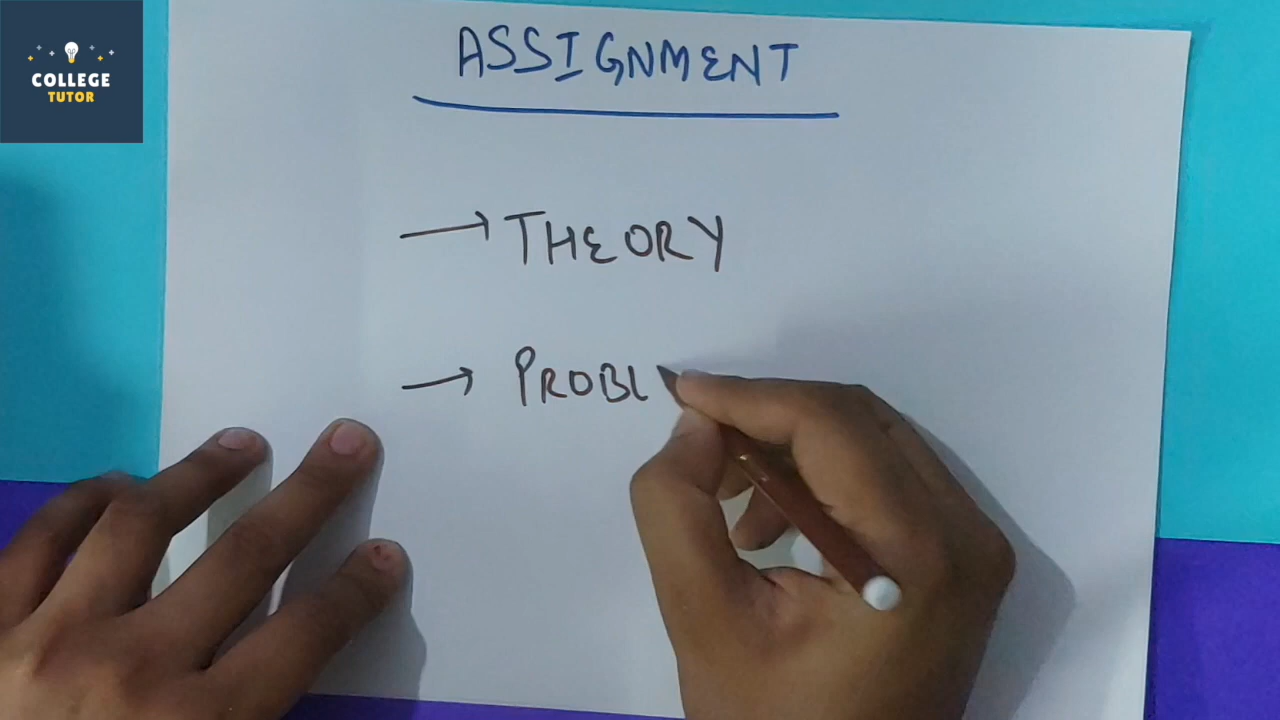 COLLEGE
TUTOR
ASSIGNMENT
→ THEORY
→ PROBL